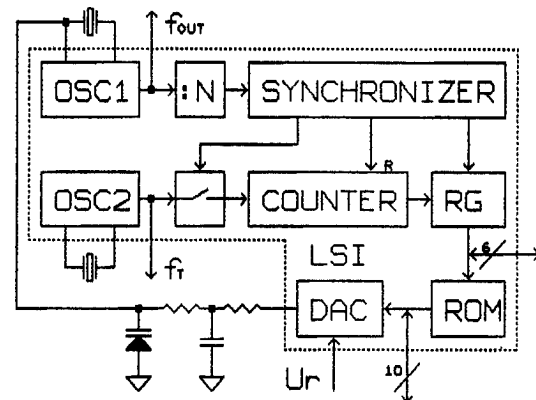 fOUT
OSC1
:N
SYNCHRONIZER
R
OSC2
COUNTER
RG
fT
LSI
6
DAC
ROM
Ur
10